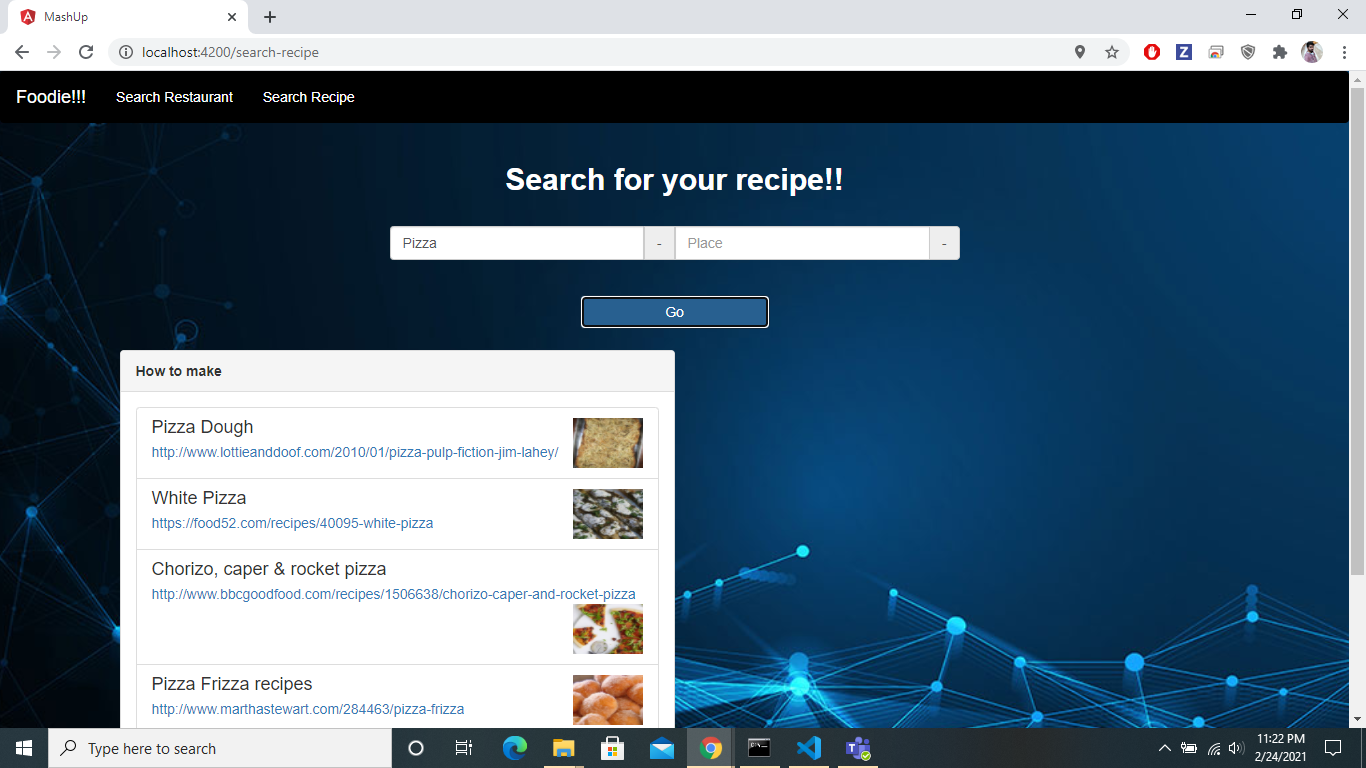 MashUp
localhost:4200/search-recipe
Foodie!!! Search Restaurant Search Recipe
Search for your recipe!!
Pizza - Place -
Go
How to make
Pizza Dough
http://www.lottieanddoof.com/2010/01/pizza-pulp-fiction-jim-lahey/
White Pizza
https://food52.com/recipes/40095-white-pizza
Chorizo, caper & rocket pizza
http://www.bbcgoodfood.com/recipes/1506638/chorizo-caper-and-rocket-pizza
Pizza Frizza recipes
http://www.marthastewart.com/284463/pizza-frizza
Type here to search
11:22 PM
2/24/2021